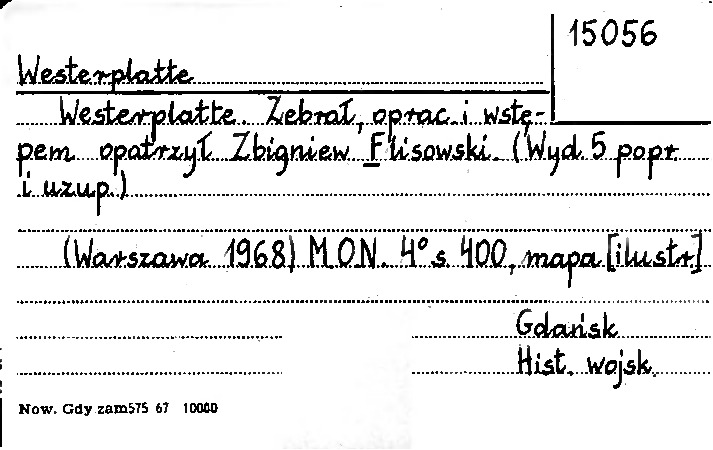 15056
Westerplatte
Westerplatte. Zebrał, oprac. i wstę-
pem opatrzył Zbigniew Flisowski. (Wyd. 5 popr.
i uzup.)
(Warszawa 1968) M.O.N. 4° s. 400, mapa [ilustr.]
Gdańsk
Hist. wojsk.
Now. Gdy zam575 67 10000